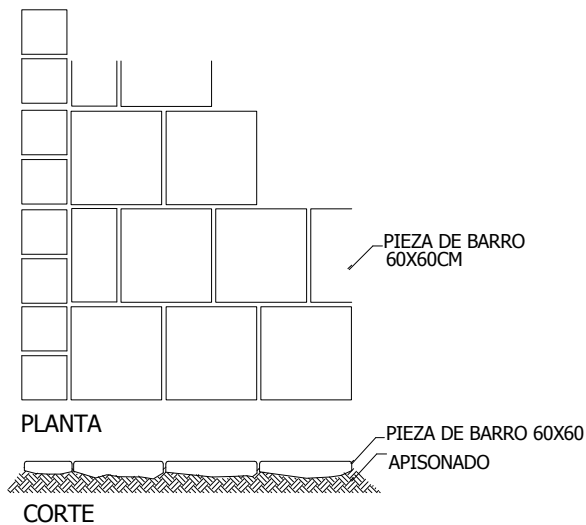 PIEZA DE BARRO
60X60CM
PLANTA
PIEZA DE BARRO 60X60
APISONADO
CORTE